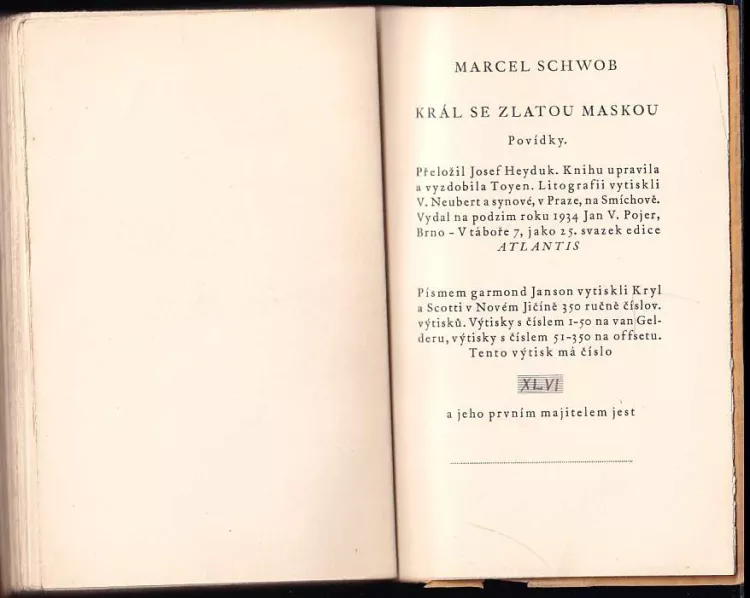 MARCEL SCHWOB
KRÁL SE ZLATOU MASKOU
Povídky.
Přeložil Josef Heyduk. Knihu upravila
a vyzdobila Toyen. Litografii vytiskli
V. Neubert a synové, v Praze, na Smíchově.
Vydal na podzim roku 1934 Jan V. Pojer,
Brno – V táboře 7, jako 25. svazek edice
ATLANTIS
Písmem garmond Janson vytiskli Kryl
a Scotti v Novém Jičíně 350 ručně číslov.
výtisků. Výtisky s číslem 1-50 na van Gel-
deru, výtisky s číslem 51-350 na offsetu.
Tento výtisk má číslo
XLVI
a jeho prvním majitelem jest